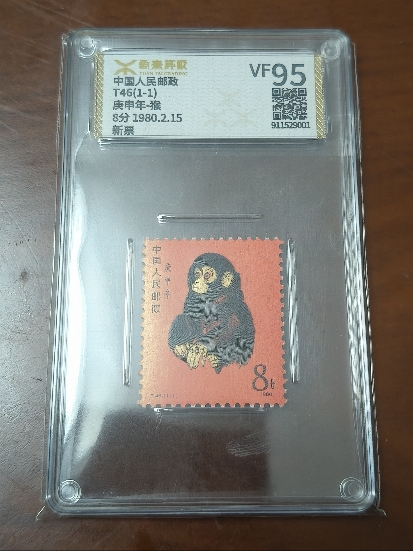 中国人民邮政
T46(1-1)
庚申年-猴
8分 1980.2.15
新票
VF95
911529001
中国人民邮政
庚申年
8分